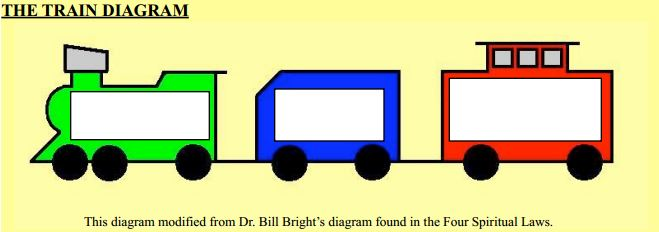 THE TRAIN DIAGRAM
This diagram modified from Dr. Bill Bright’s diagram found in the Four Spiritual Laws.